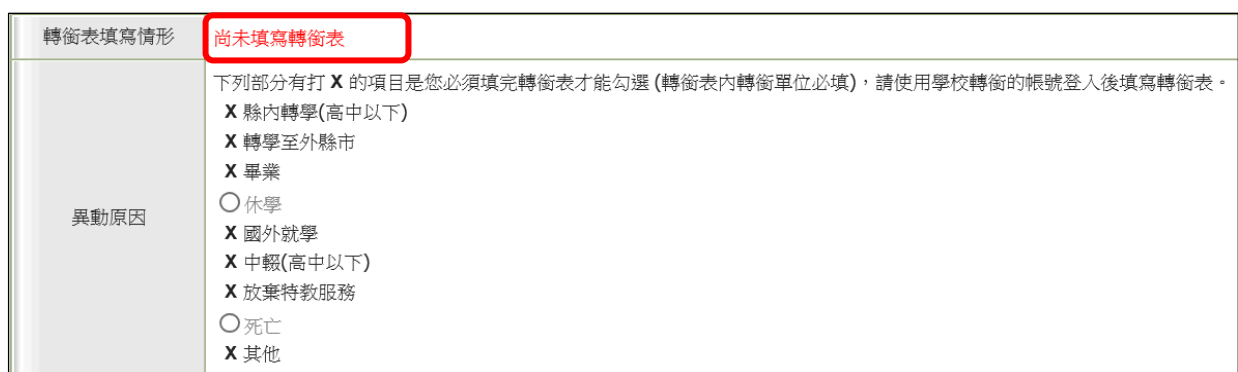 轉銜表填寫情形
尚未填寫轉銜表
異動原因
下列部分有打 X 的項目是您必須填完轉銜表才能勾選 (轉銜表內轉銜單位必填)，請使用學校轉銜的帳號登入後填寫轉銜表。
X 縣內轉學(高中以下)
X 轉學至外縣市
X 畢業
休學
X 國外就學
X 中輟(高中以下)
X 放棄特教服務
死亡
X 其他